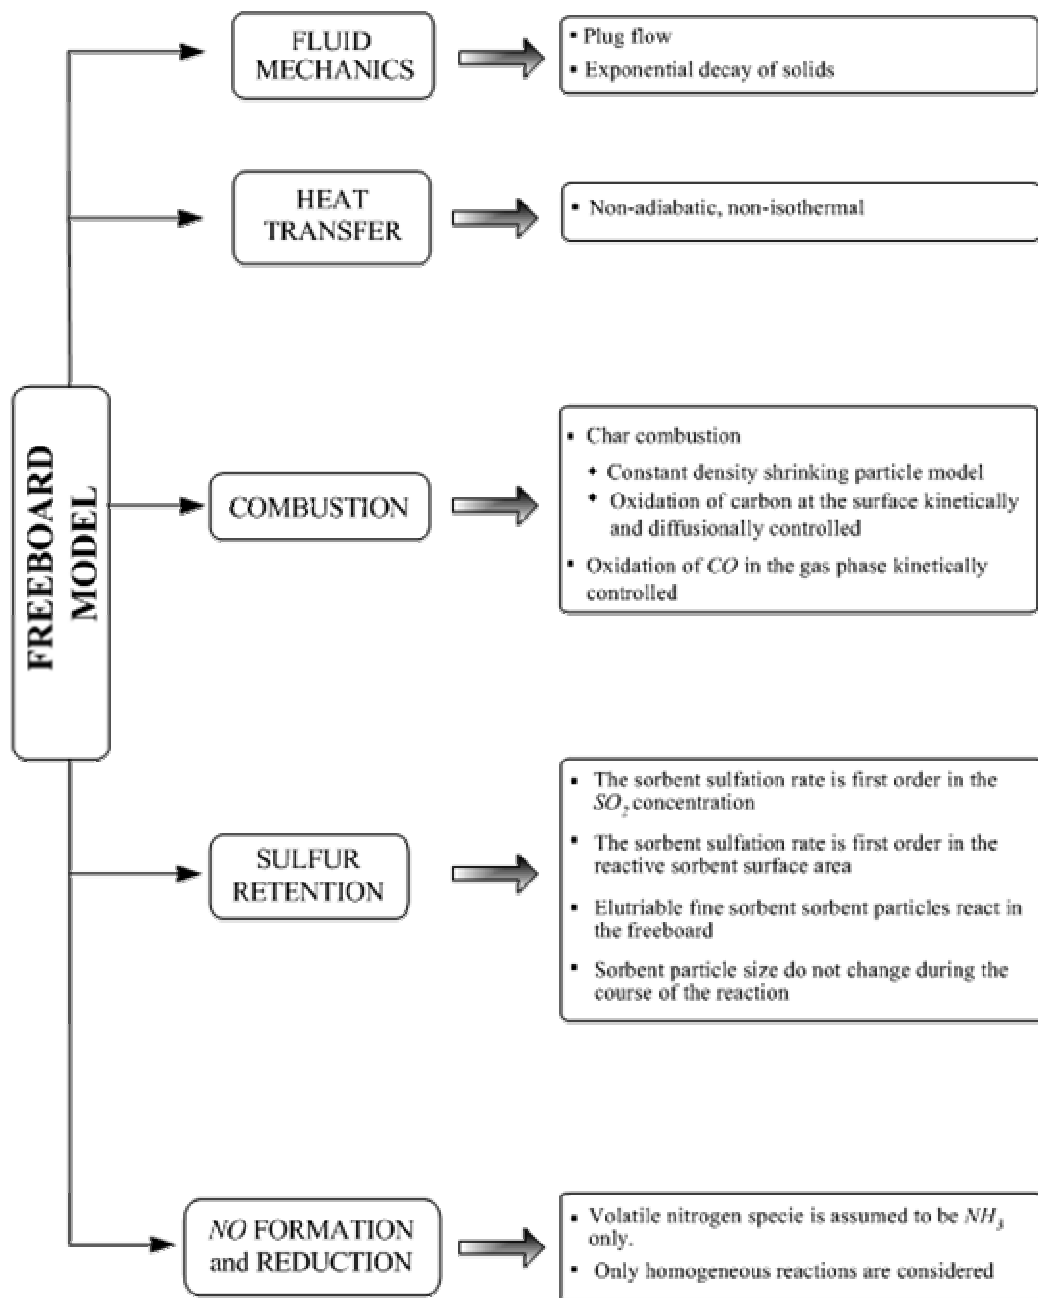 FLUID
MECHANICS
▪ Plug flow
▪ Exponential decay of solids
HEAT
TRANSFER
▪ Non-adiabatic, non-isothermal
FREEBOARD
MODEL
COMBUSTION
▪ Char combustion
◆ Constant density shrinking particle model
◆ Oxidation of carbon at the surface kinetically
and diffusionally controlled
▪ Oxidation of CO in the gas phase kinetically
controlled
SULFUR
RETENTION
▪ The sorbent sulfation rate is first order in the
SO₂ concentration
▪ The sorbent sulfation rate is first order in the
reactive sorbent surface area
▪ Elutriable fine sorbent sorbent particles react in
the freeboard
▪ Sorbent particle size do not change during the
course of the reaction
NO FORMATION
and REDUCTION
▪ Volatile nitrogen specie is assumed to be NH₃
only.
▪ Only homogeneous reactions are considered